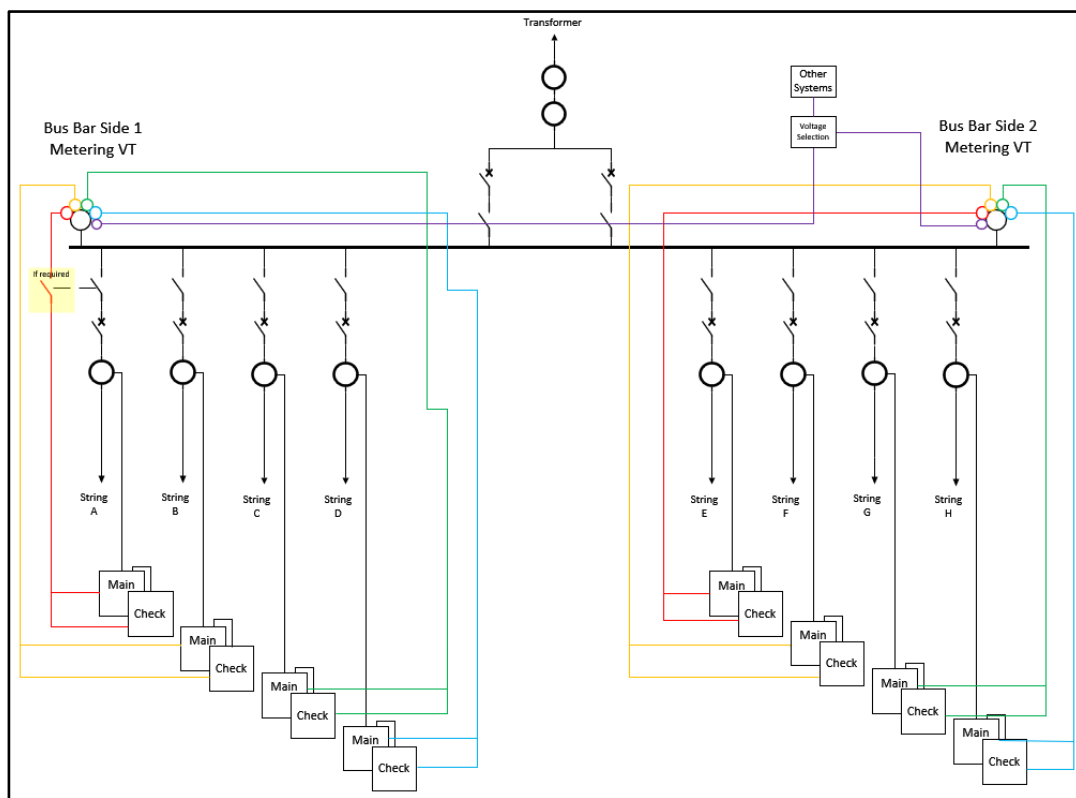 Transformer
Other
Systems
Voltage
Selection
Bus Bar Side 1
Metering VT
Bus Bar Side 2
Metering VT
If required
String
A
String
B
String
C
String
D
String
E
String
F
String
G
String
H
Main
Check
Main
Check
Main
Check
Main
Check
Main
Check
Main
Check
Main
Check
Main
Check